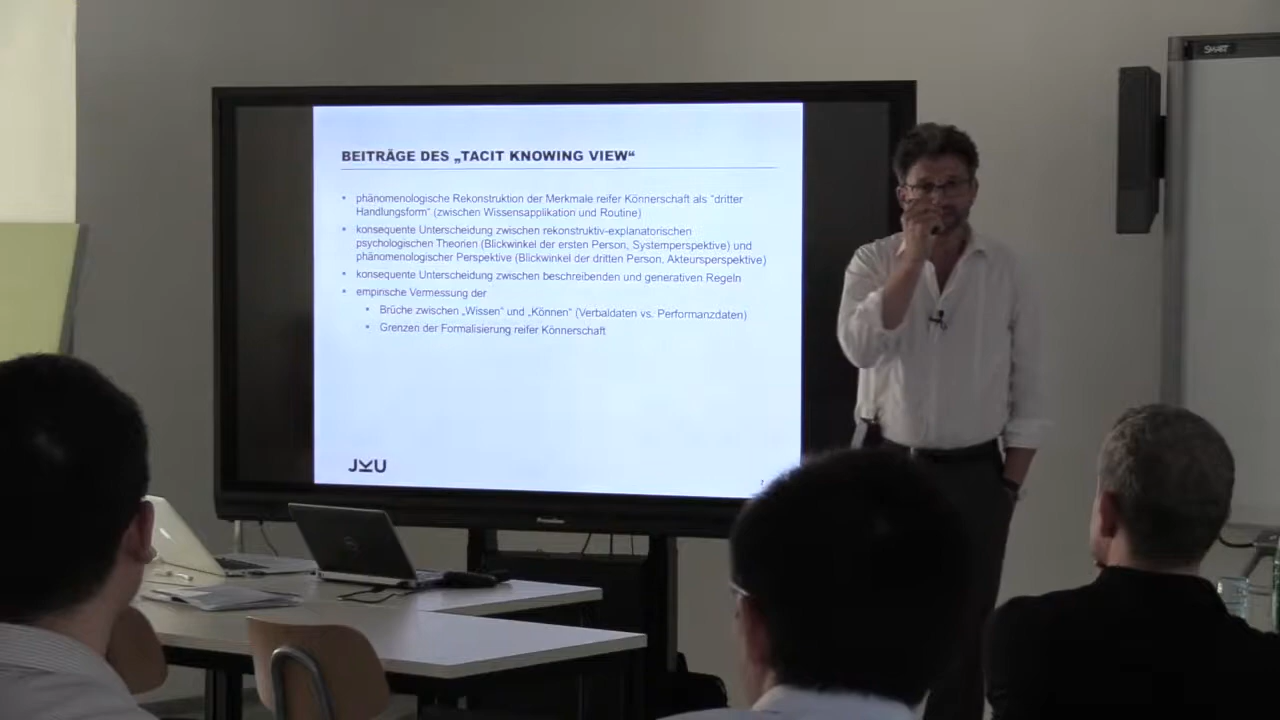 BEITRÄGE DES „TACIT KNOWING VIEW“
▪ phänomenologische Rekonstruktion der Merkmale reifer Könnerschaft als "dritter
Handlungsform" (zwischen Wissensapplikation und Routine)
▪ konsequente Unterscheidung zwischen rekonstruktiv-explanatorischen
psychologischen Theorien (Blickwinkel der ersten Person, Systemperspektive) und
phänomenologischer Perspektive (Blickwinkel der dritten Person, Akteursperspektive)
▪ konsequente Unterscheidung zwischen beschreibenden und generativen Regeln
▪ empirische Vermessung der
▪ Brüche zwischen „Wissen“ und „Können“ (Verbaldaten vs. Performanzdaten)
▪ Grenzen der Formalisierung reifer Könnerschaft
JKU
7
SMART